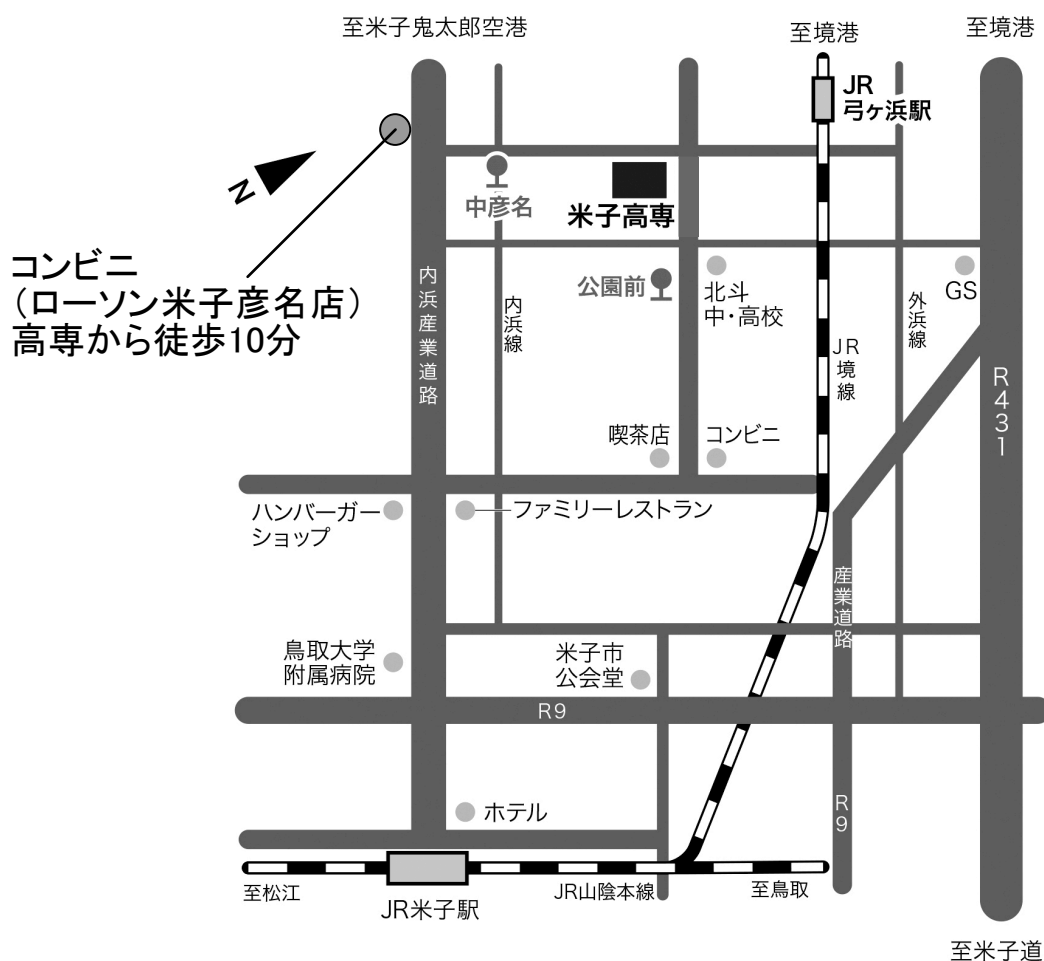 至米子鬼太郎空港
至境港
至境港
JR
弓ヶ浜駅
N
中彦名
米子高専
コンビニ
（ローソン米子彦名店）
高専から徒歩10分
内浜産業道路
内浜線
公園前
北斗
中・高校
GS
外浜線
JR境線
R431
喫茶店
コンビニ
ハンバーガー
ショップ
ファミリーレストラン
産業道路
鳥取大学
附属病院
米子市
公会堂
R9
R9
ホテル
至松江
JR米子駅
JR山陰本線
至鳥取
至米子道